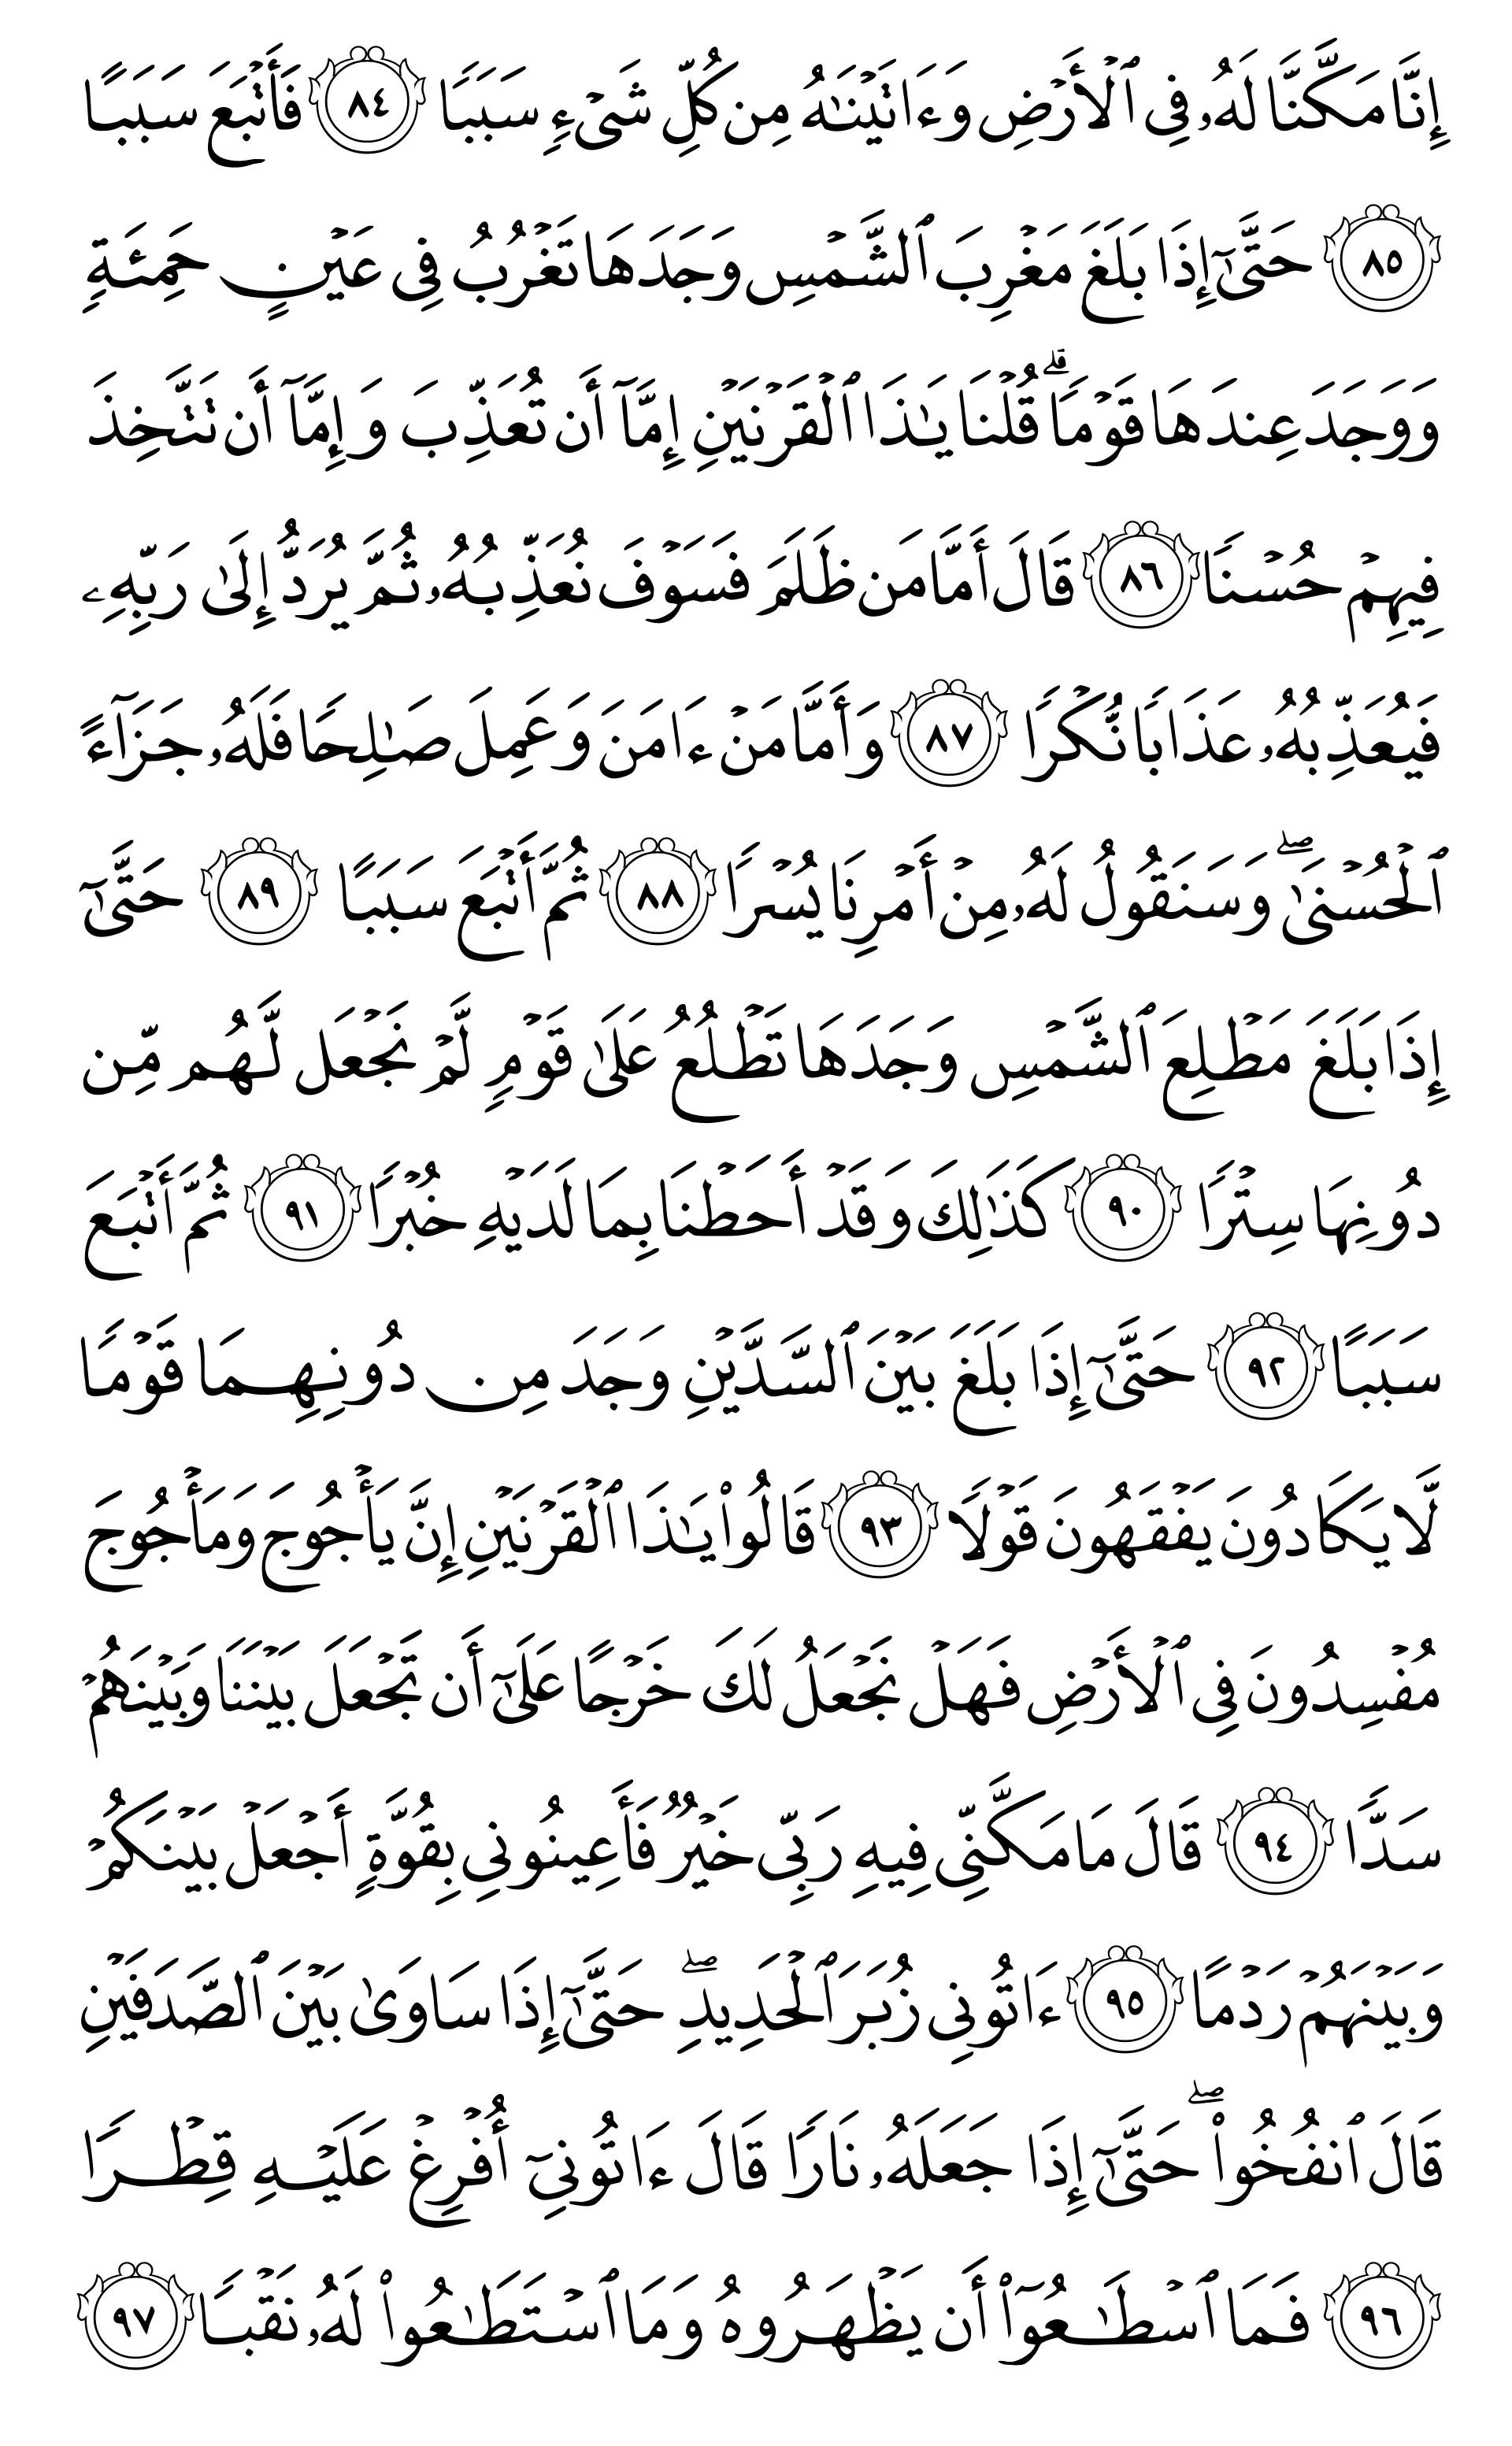 إِنَّا مَكَّنَّا لَهُۥ فِى ٱلْأَرْضِ وَءَاتَيْنَـٰهُ مِن كُلِّ شَىْءٍ سَبَبًا ٨٤ فَأَتْبَعَ سَبَبًا
٨٥ حَتَّىٰٓ إِذَا بَلَغَ مَغْرِبَ ٱلشَّمْسِ وَجَدَهَا تَغْرُبُ فِى عَيْنٍ حَمِئَةٍ
وَوَجَدَ عِندَهَا قَوْمًا ۗ قُلْنَا يَـٰذَا ٱلْقَرْنَيْنِ إِمَّآ أَن تُعَذِّبَ وَإِمَّآ أَن تَتَّخِذَ
فِيهِمْ حُسْنًا ٨٦ قَالَ أَمَّا مَن ظَلَمَ فَسَوْفَ نُعَذِّبُهُۥ ثُمَّ يُرَدُّ إِلَىٰ رَبِّهِۦ
فَيُعَذِّبُهُۥ عَذَابًا نُّكْرًا ٨٧ وَأَمَّا مَنْ ءَامَنَ وَعَمِلَ صَـٰلِحًا فَلَهُۥ جَزَآءً
ٱلْحُسْنَىٰ ۖ وَسَنَقُولُ لَهُۥ مِنْ أَمْرِنَا يُسْرًا ٨٨ ثُمَّ أَتْبَعَ سَبَبًا ٨٩ حَتَّىٰٓ
إِذَا بَلَغَ مَطْلِعَ ٱلشَّمْسِ وَجَدَهَا تَطْلُعُ عَلَىٰ قَوْمٍ لَّمْ نَجْعَل لَّهُم مِّن
دُونِهَا سِتْرًا ٩٠ كَذَٰلِكَ وَقَدْ أَحَطْنَا بِمَا لَدَيْهِ خُبْرًا ٩١ ثُمَّ أَتْبَعَ
سَبَبًا ٩٢ حَتَّىٰٓ إِذَا بَلَغَ بَيْنَ ٱلسَّدَّيْنِ وَجَدَ مِن دُونِهِمَا قَوْمًا
لَّا يَكَادُونَ يَفْقَهُونَ قَوْلًا ٩٣ قَالُوا۟ يَـٰذَا ٱلْقَرْنَيْنِ إِنَّ يَأْجُوجَ وَمَأْجُوجَ
مُفْسِدُونَ فِى ٱلْأَرْضِ فَهَلْ نَجْعَلُ لَكَ خَرْجًا عَلَىٰٓ أَن تَجْعَلَ بَيْنَنَا وَبَيْنَهُمْ
سَدًّا ٩٤ قَالَ مَا مَكَّنِّى فِيهِ رَبِّى خَيْرٌ فَأَعِينُونِى بِقُوَّةٍ أَجْعَلْ بَيْنَكُمْ
وَبَيْنَهُمْ رَدْمًا ٩٥ ءَاتُونِى زُبَرَ ٱلْحَدِيدِ ۖ حَتَّىٰٓ إِذَا سَاوَىٰ بَيْنَ ٱلصَّدَفَيْنِ
قَالَ ٱنفُخُوا۟ ۖ حَتَّىٰٓ إِذَا جَعَلَهُۥ نَارًا قَالَ ءَاتُونِىٓ أُفْرِغْ عَلَيْهِ قِطْرًا
٩٦ فَمَا ٱسْطَـٰعُوٓا۟ أَن يَظْهَرُوهُ وَمَا ٱسْتَطَـٰعُوا۟ لَهُۥ نَقْبًا ٩٧